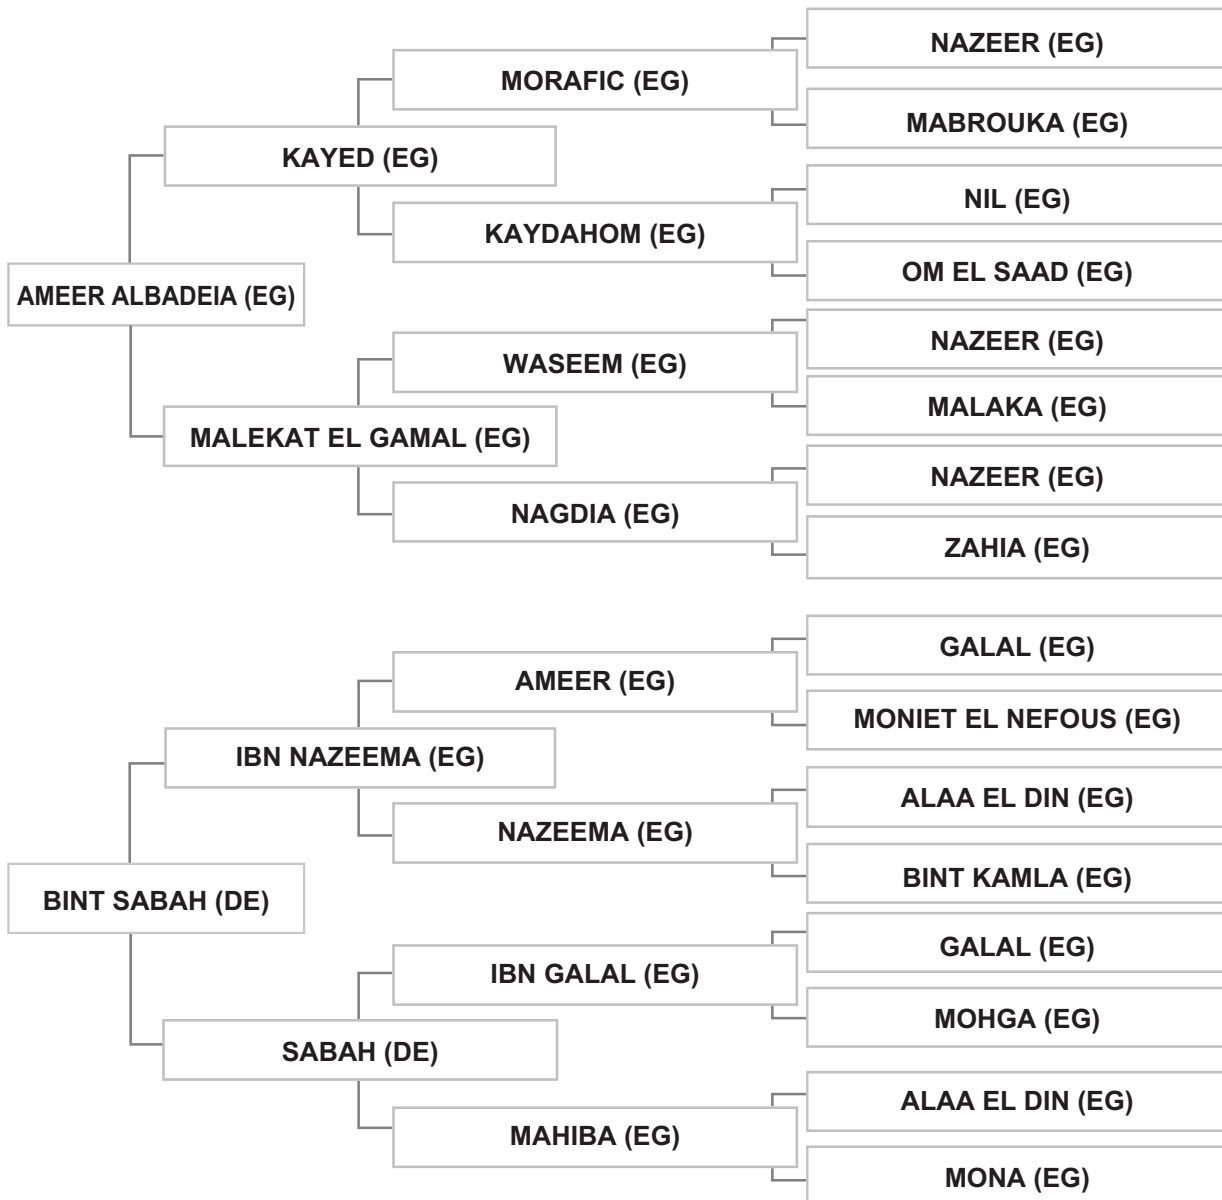 NAZEER (EG)
MORAFIC (EG)
MABROUKA (EG)
KAYED (EG)
NIL (EG)
KAYDAHOM (EG)
OM EL SAAD (EG)
AMEER ALBADEIA (EG)
NAZEER (EG)
WASEEM (EG)
MALAKA (EG)
MALEKAT EL GAMAL (EG)
NAZEER (EG)
NAGDIA (EG)
ZAHIA (EG)
GALAL (EG)
AMEER (EG)
MONIET EL NEFOUS (EG)
IBN NAZEEMA (EG)
ALAA EL DIN (EG)
NAZEEMA (EG)
BINT KAMLA (EG)
BINT SABAH (DE)
GALAL (EG)
IBN GALAL (EG)
MOHGA (EG)
SABAH (DE)
ALAA EL DIN (EG)
MAHIBA (EG)
MONA (EG)